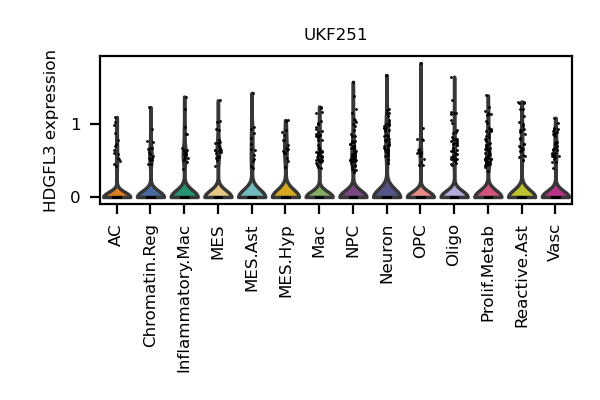 UKF251
HDGFL3 expression
1
0
AC
Chromatin.Reg
Inflammatory.Mac
MES
MES.Ast
MES.Hyp
Mac
NPC
Neuron
OPC
Oligo
Prolif.Metab
Reactive.Ast
Vasc